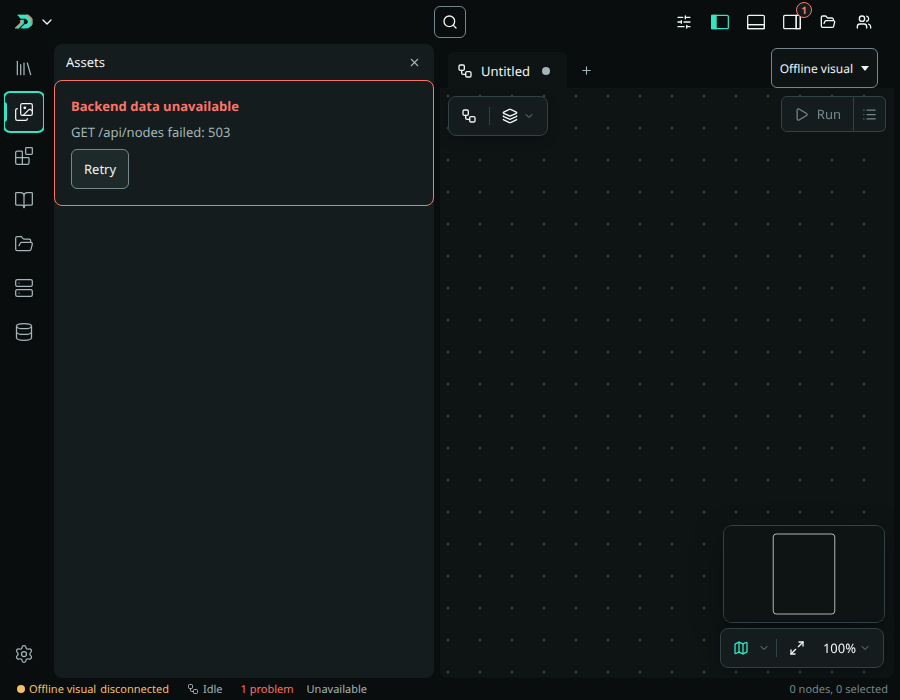 1
Assets
Untitled
Offline visual
Backend data unavailable
GET /api/nodes failed: 503
Retry
Run
100%
Offline visual disconnected
Idle
1 problem
Unavailable
0 nodes, 0 selected